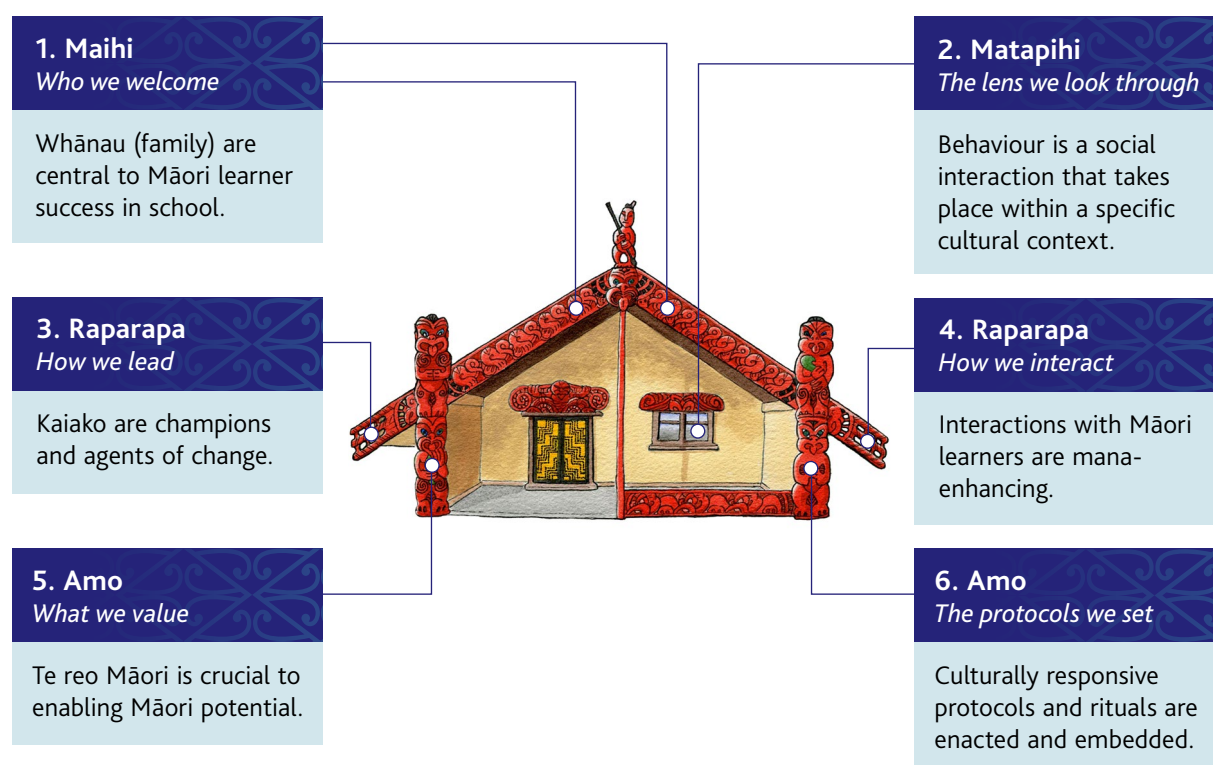 1. Maihi
Who we welcome
Whānau (family) are
central to Māori learner
success in school.
2. Matapihi
The lens we look through
Behaviour is a social
interaction that takes
place within a specific
cultural context.
3. Raparapa
How we lead
Kaiako are champions
and agents of change.
4. Raparapa
How we interact
Interactions with Māori
learners are mana-
enhancing.
5. Amo
What we value
Te reo Māori is crucial to
enabling Māori potential.
6. Amo
The protocols we set
Culturally responsive
protocols and rituals are
enacted and embedded.